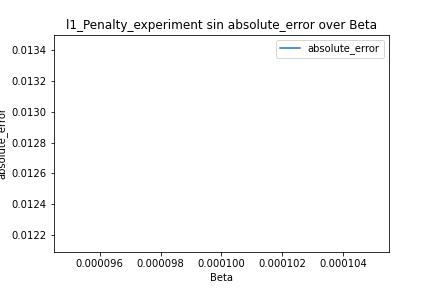 l1_Penalty_experiment sin absolute_error over Beta
absolute_error
0.0134
0.0132
0.0130
0.0128
0.0126
0.0124
0.0122
absolute_error
0.000096 0.000098 0.000100 0.000102 0.000104
Beta